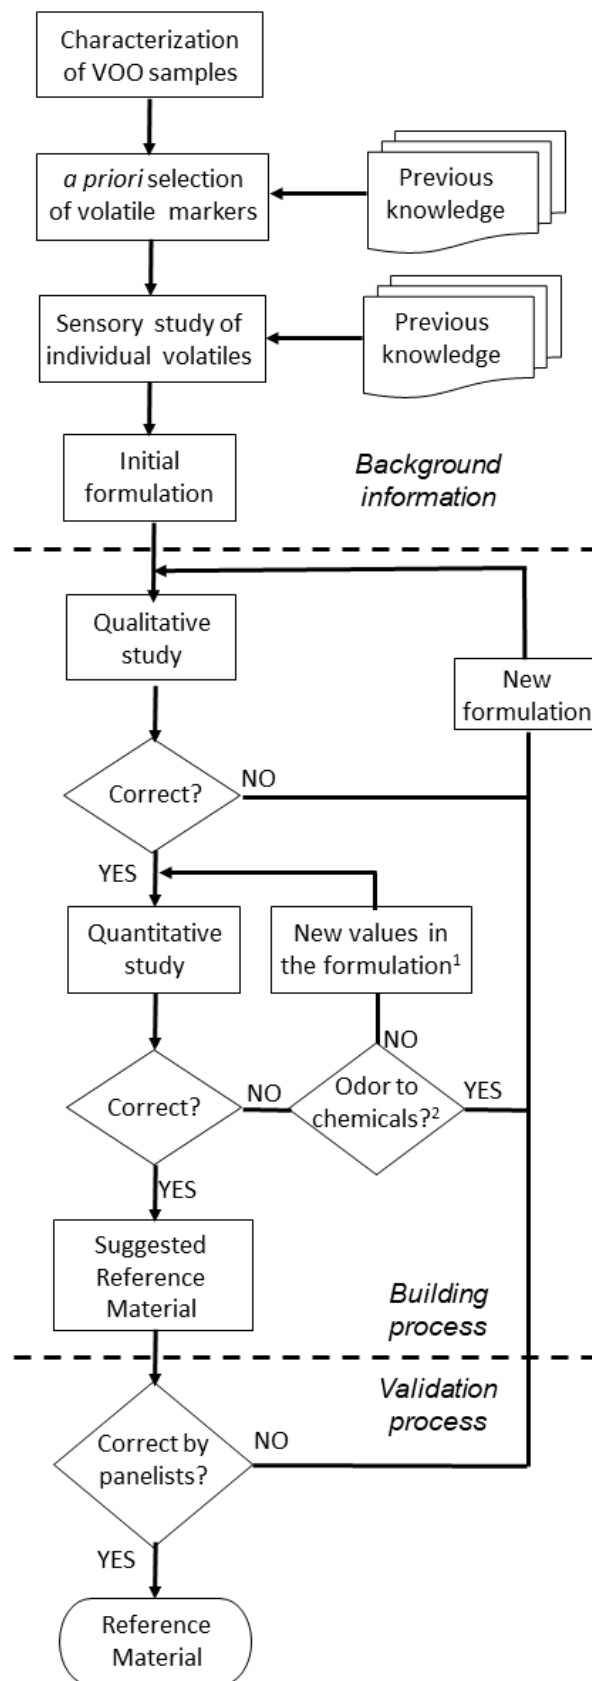 Characterization
of VOO samples
a priori selection
of volatile markers
Previous
knowledge
Sensory study of
individual volatiles
Previous
knowledge
Initial
formulation
Background
information
Qualitative
study
New
formulation
Correct?
NO
YES
Quantitative
study
New values in
the formulation¹
NO
Correct?
NO
Odor to
chemicals?²
YES
YES
Suggested
Reference
Material
Building
process
Validation
process
Correct by
panelists?
NO
YES
Reference
Material